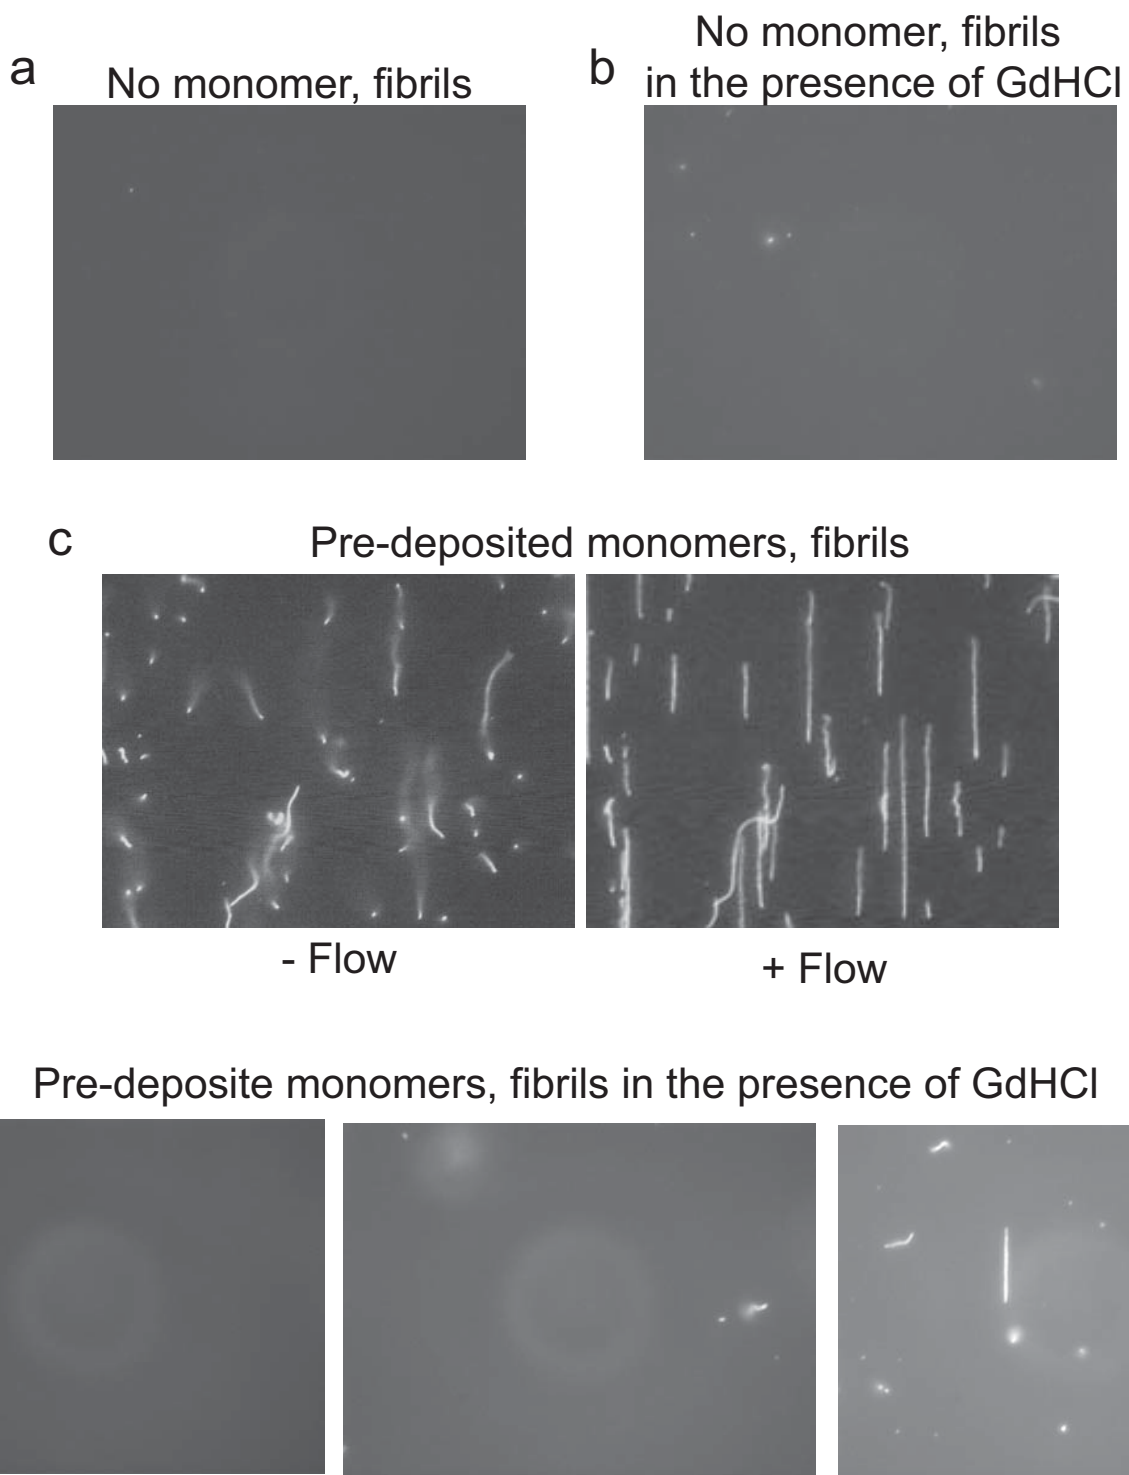 a
No monomer, fibrils
b
No monomer, fibrils
in the presence of GdHCl
c
Pre-deposited monomers, fibrils
- Flow
+ Flow
Pre-deposite monomers, fibrils in the presence of GdHCl